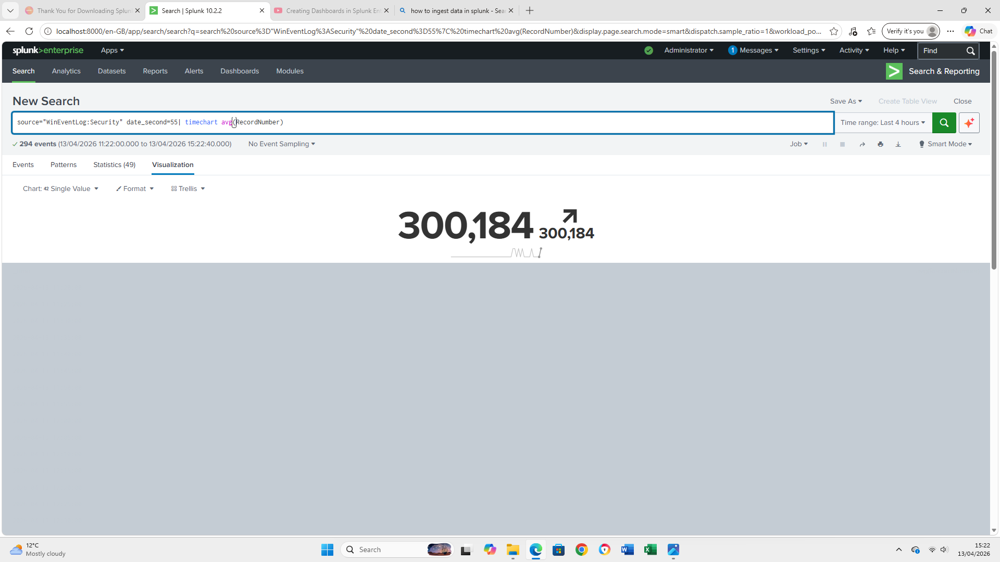 Thank You for Downloading Splun
Search | Splunk 10.2.2
Creating Dashboards in Splunk Ent
how to ingest data in splunk - Sea
localhost:8000/en-GB/app/search/search?q=search%20source%3D"WinEventLog%3ASecurity"%20date_second%3D55%7C%20timechart%20avg(RecordNumber)&display.page.search.mode=smart&dispatch.sample_ratio=1&workload_po...
Verify it's you
Chat
splunk>enterprise
Apps
Administrator
1 Messages
Settings
Activity
Help
Find
Search
Analytics
Datasets
Reports
Alerts
Dashboards
Modules
Search & Reporting
New Search
Save As
Create Table View
Close
source="WinEventLog:Security" date_second=55| timechart avg(RecordNumber)
Time range: Last 4 hours
294 events (13/04/2026 11:22:00.000 to 13/04/2026 15:22:40.000)
No Event Sampling
Job
Smart Mode
Events
Patterns
Statistics (49)
Visualization
Chart: 42 Single Value
Format
Trellis
300,184
300,184
12°C
Mostly cloudy
Search
15:22
13/04/2026